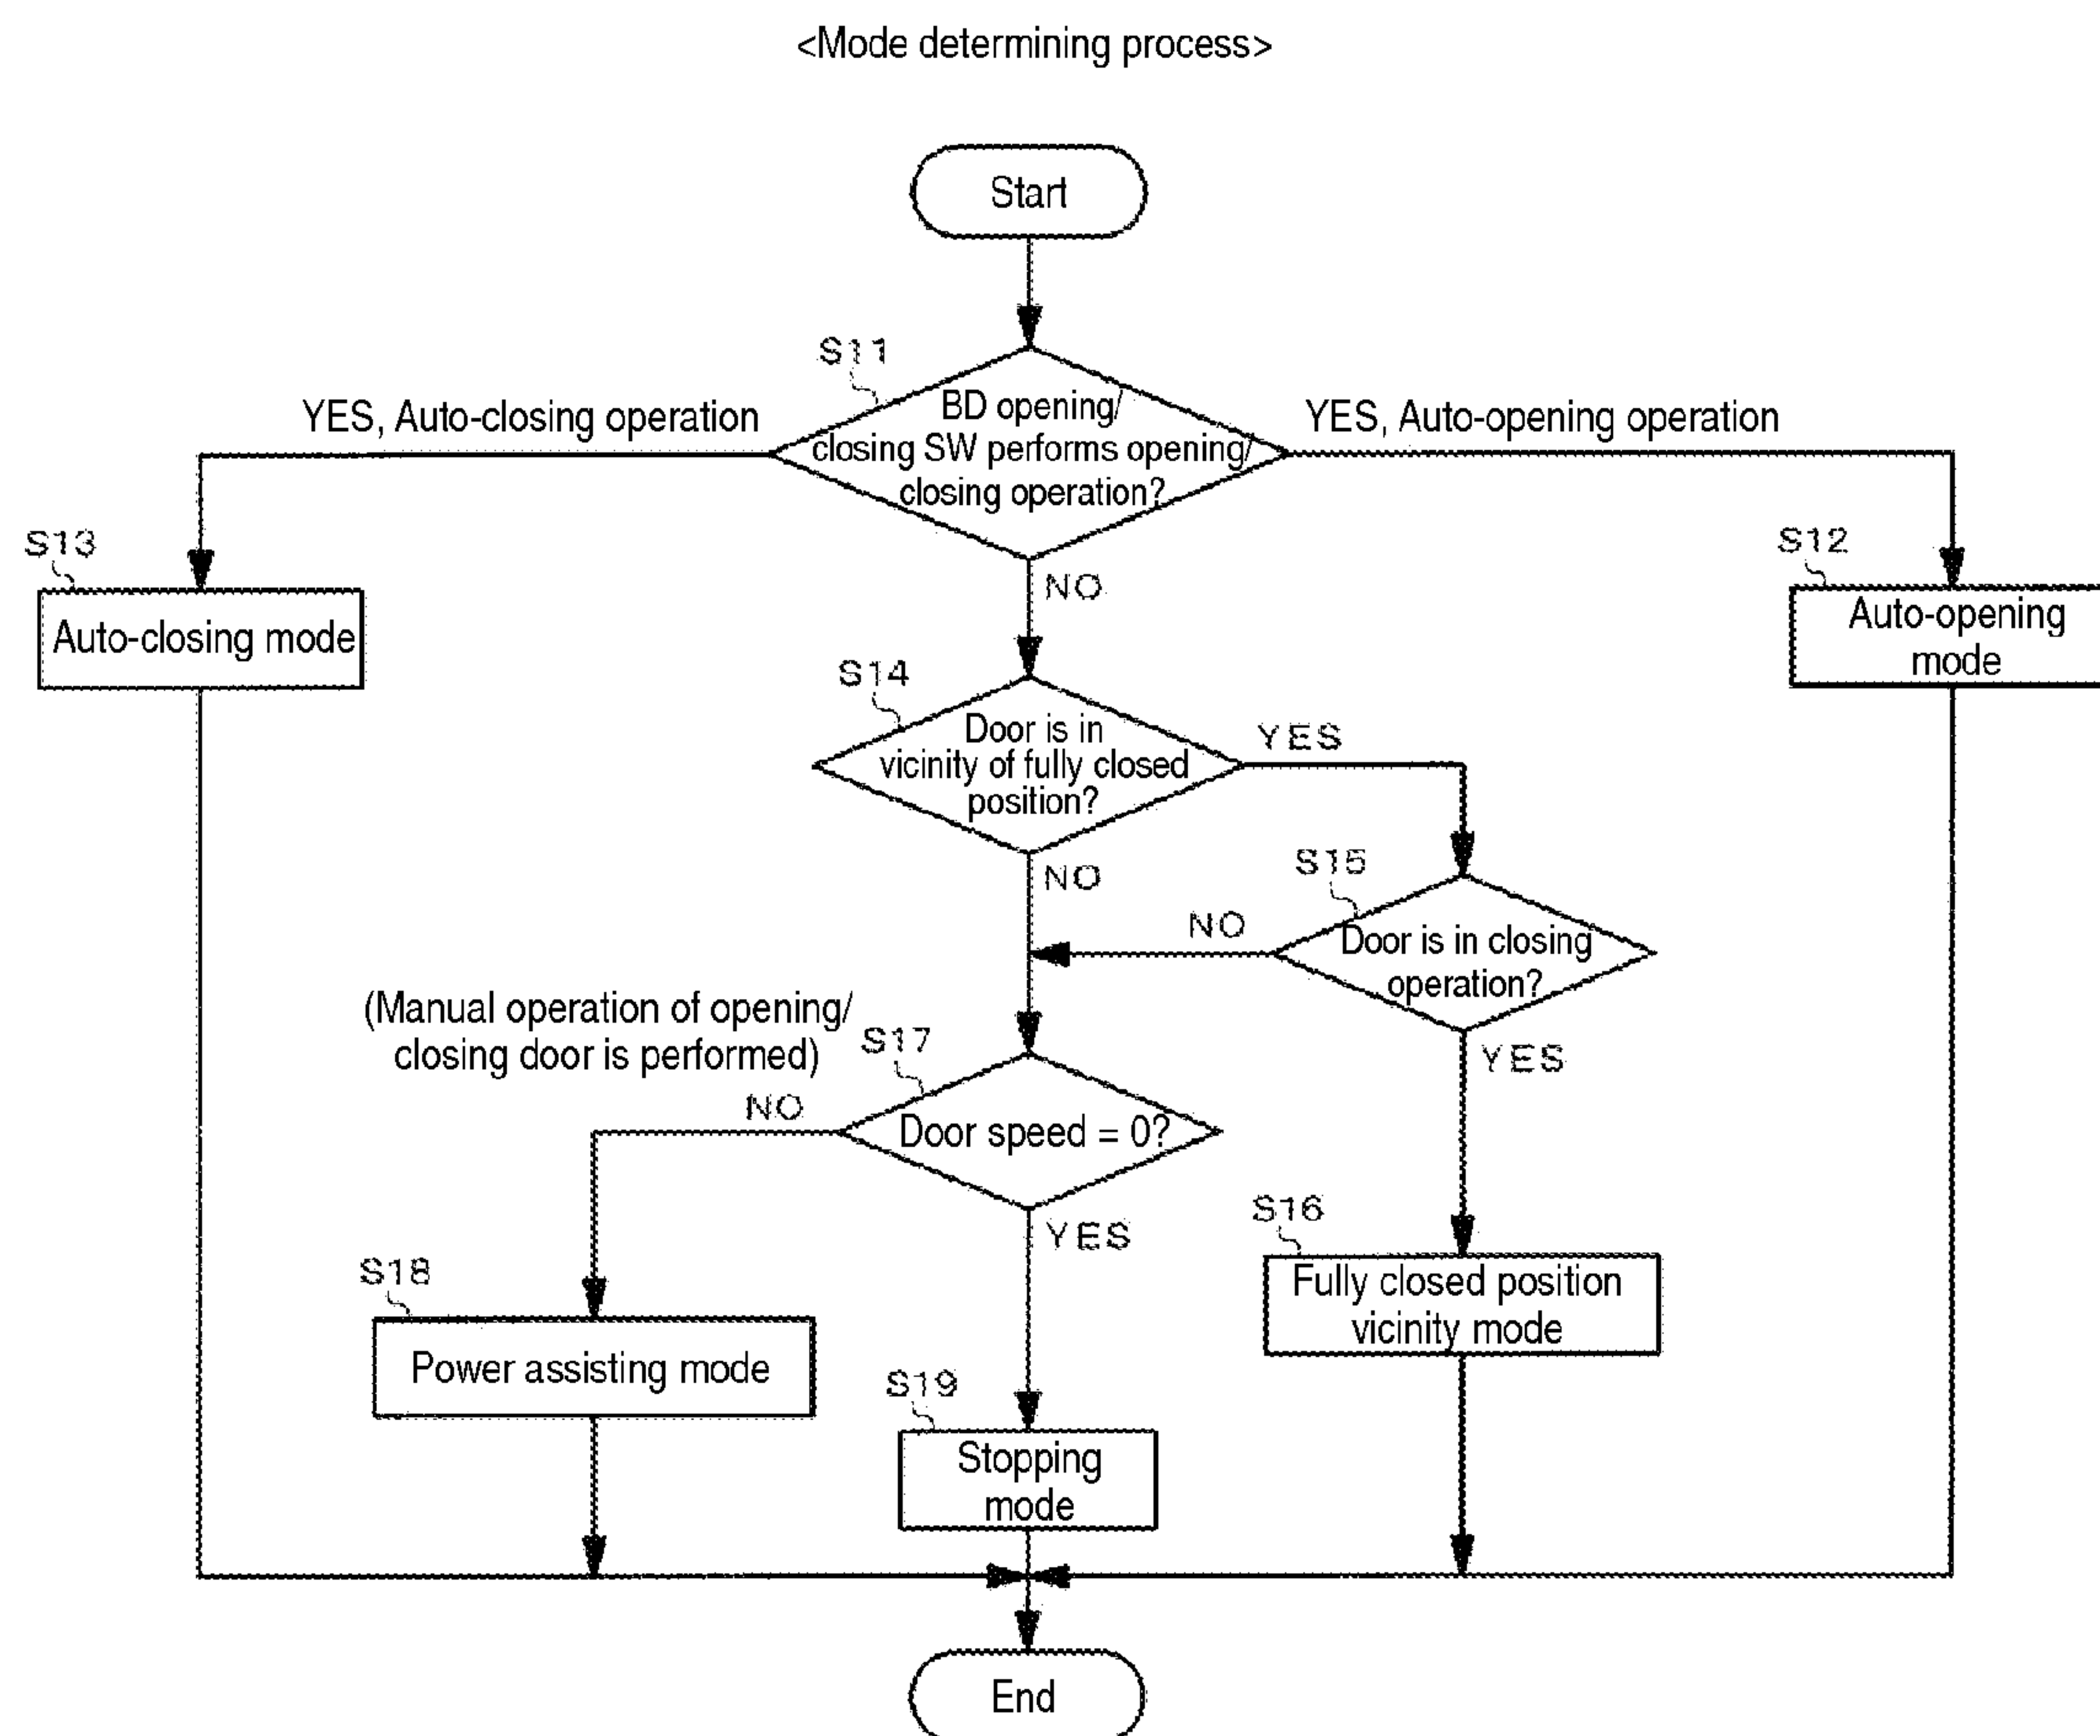 <Mode determining process>
Start
S11
BD opening/
closing SW performs opening/
closing operation?
YES, Auto-closing operation
YES, Auto-opening operation
S13
Auto-closing mode
NO
S12
Auto-opening
mode
S14
Door is in
vicinity of fully closed
position?
YES
NO
S15
Door is in closing
operation?
NO
YES
(Manual operation of opening/
closing door is performed)
S17
Door speed = 0?
NO
YES
S16
Fully closed position
vicinity mode
S18
Power assisting mode
S19
Stopping
mode
End